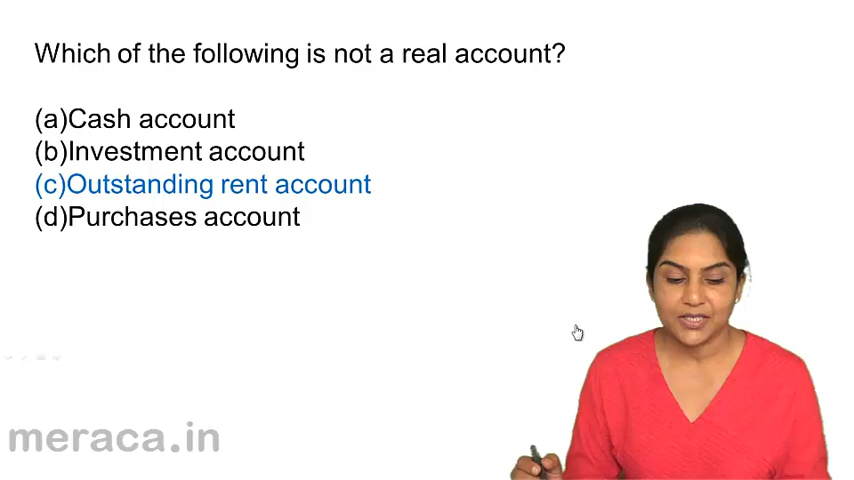 Which of the following is not a real account?
(a)Cash account
(b)Investment account
(c)Outstanding rent account
(d)Purchases account
meraca.in